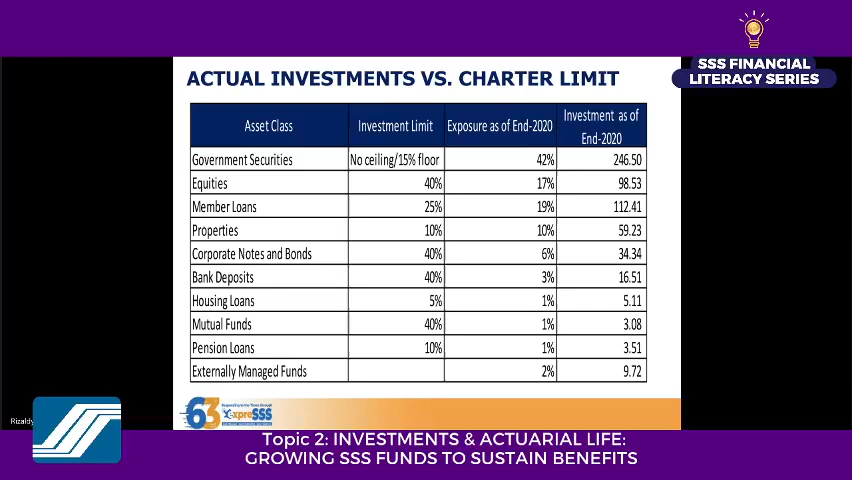 SSS FINANCIAL
LITERACY SERIES
ACTUAL INVESTMENTS VS. CHARTER LIMIT
Asset Class Investment Limit Exposure as of End-2020 Investment as of End-2020
Government Securities No ceiling/15% floor 42% 246.50
Equities 40% 17% 98.53
Member Loans 25% 19% 112.41
Properties 10% 10% 59.23
Corporate Notes and Bonds 40% 6% 34.34
Bank Deposits 40% 3% 16.51
Housing Loans 5% 1% 5.11
Mutual Funds 40% 1% 3.08
Pension Loans 10% 1% 3.51
Externally Managed Funds 2% 9.72
63
expreSSS
Rizaldy
Topic 2: INVESTMENTS & ACTUARIAL LIFE:
GROWING SSS FUNDS TO SUSTAIN BENEFITS